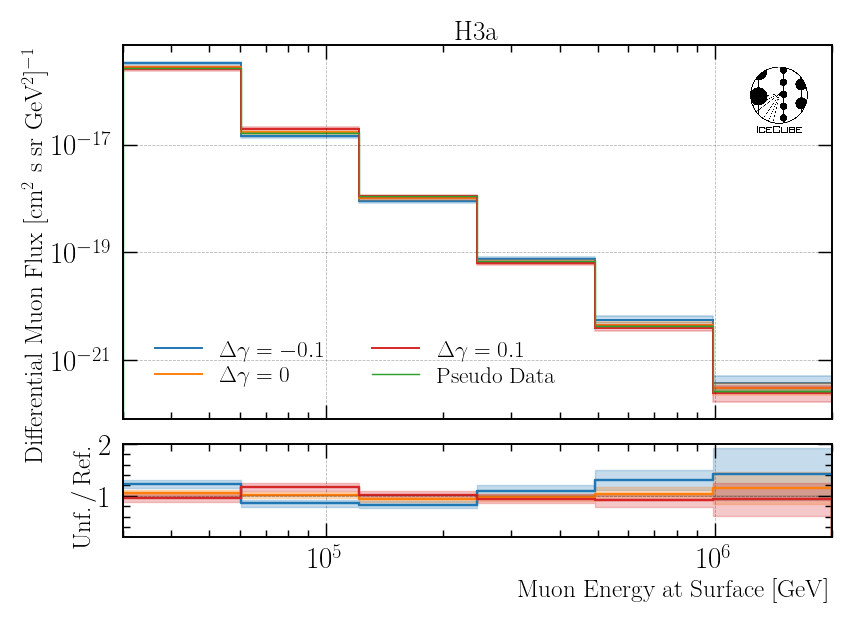 H3a
Differential Muon Flux [cm² s sr GeV²]⁻¹
10⁻¹⁷
10⁻¹⁹
10⁻²¹
IceCube
Δγ = −0.1
Δγ = 0
Δγ = 0.1
Pseudo Data
Unf. / Ref.
2
1
10⁵
10⁶
Muon Energy at Surface [GeV]